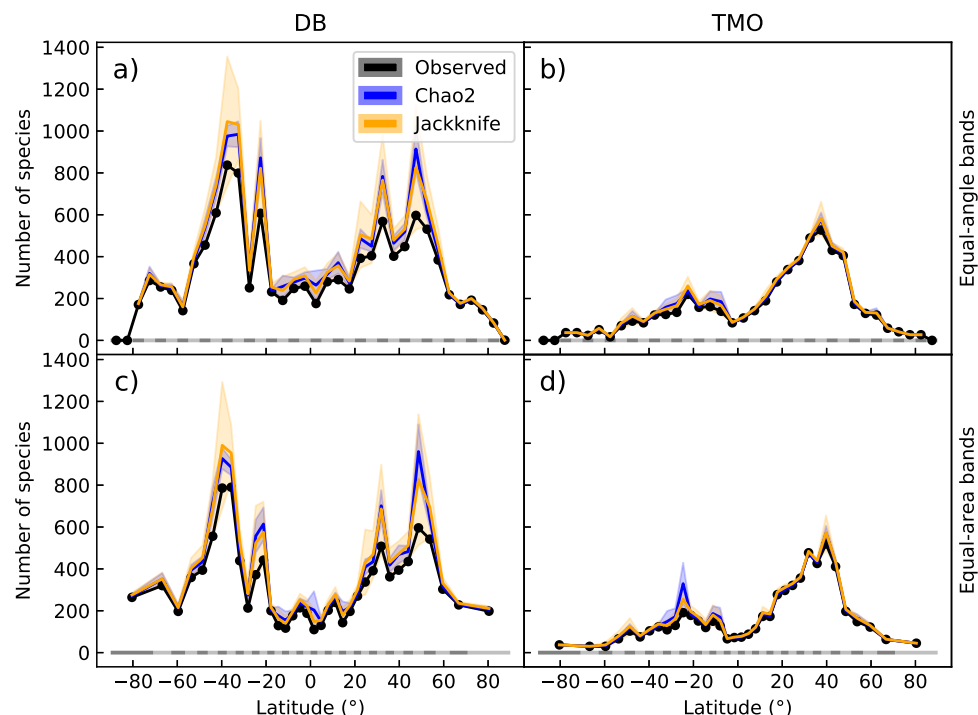 DB TMO
1400
1200
1000
800
600
400
200
0
Number of species
a)
Observed
Chao2
Jackknife
b)
Equal-angle bands
1400
1200
1000
800
600
400
200
0
Number of species
c)
d)
Equal-area bands
−80 −60 −40 −20 0 20 40 60 80
−80 −60 −40 −20 0 20 40 60 80
Latitude (°) Latitude (°)